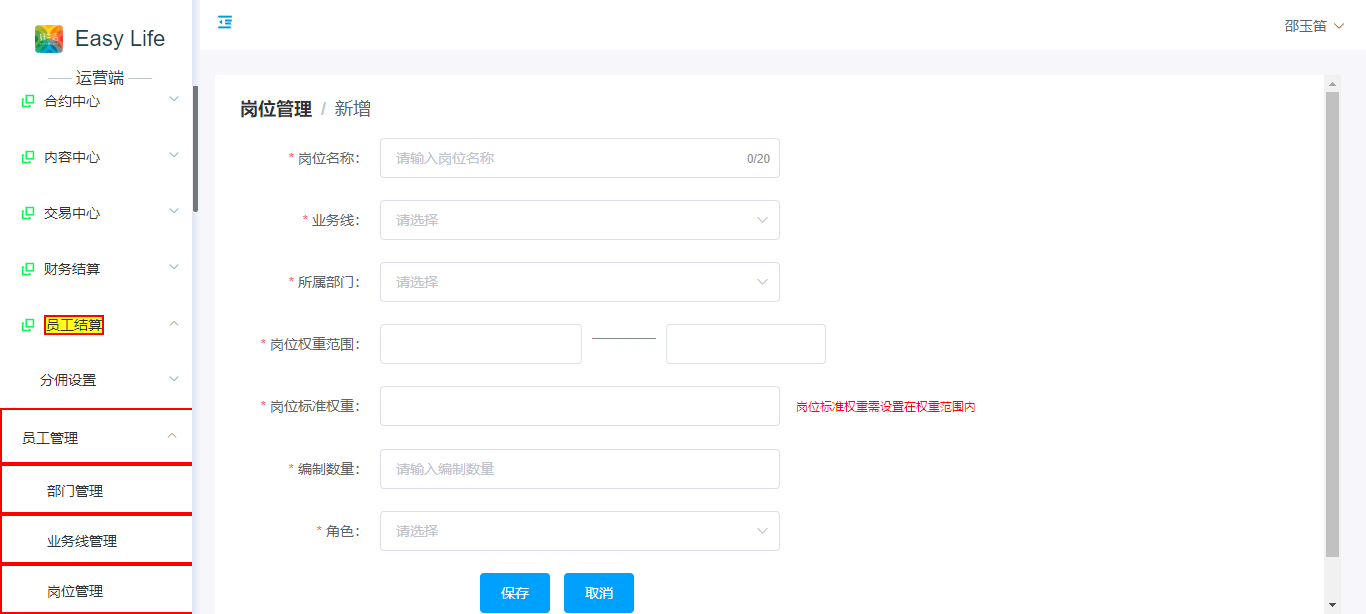 Easy Life
运营端
合约中心
内容中心
交易中心
财务结算
员工结算
分佣设置
员工管理
部门管理
业务线管理
岗位管理
邵玉笛
岗位管理 / 新增
* 岗位名称: 请输入岗位名称 0/20
* 业务线: 请选择
* 所属部门: 请选择
* 岗位权重范围:
* 岗位标准权重: 岗位标准权重需设置在权重范围内
* 编制数量: 请输入编制数量
* 角色: 请选择
保存 取消